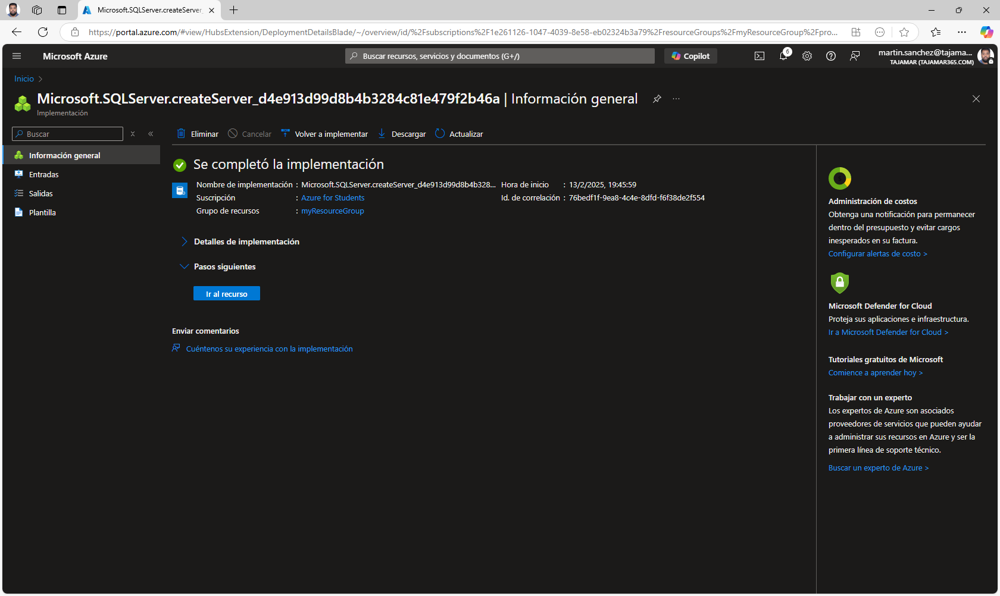 Microsoft.SQLServer.createServer_
https://portal.azure.com/#view/HubsExtension/DeploymentDetailsBlade/~/overview/id/%2Fsubscriptions%2F1e261126-1047-4039-8e58-eb02324b3a79%2FresourceGroups%2FmyResourceGroup%2Fpro...
Microsoft Azure
Buscar recursos, servicios y documentos (G+/)
Copilot
6
martin.sanchez@tajama...
TAJAMAR (TAJAMAR365.COM)
Inicio
Microsoft.SQLServer.createServer_d4e913d99d8b4b3284c81e479f2b46a | Información general
Implementación
Buscar
Eliminar
Cancelar
Volver a implementar
Descargar
Actualizar
Información general
Entradas
Salidas
Plantilla
Se completó la implementación
SQL
Nombre de implementación : Microsoft.SQLServer.createServer_d4e913d99d8b4b328...
Suscripción : Azure for Students
Grupo de recursos : myResourceGroup
Hora de inicio : 13/2/2025, 19:45:59
Id. de correlación : 76bedf1f-9ea8-4c4e-8dfd-f6f38de2f554
Detalles de implementación
Pasos siguientes
Ir al recurso
Enviar comentarios
Cuéntenos su experiencia con la implementación
Administración de costos
Obtenga una notificación para permanecer
dentro del presupuesto y evitar cargos
inesperados en su factura.
Configurar alertas de costo >
Microsoft Defender for Cloud
Proteja sus aplicaciones e infraestructura.
Ir a Microsoft Defender for Cloud >
Tutoriales gratuitos de Microsoft
Comience a aprender hoy >
Trabajar con un experto
Los expertos de Azure son asociados
proveedores de servicios que pueden ayudar
a administrar sus recursos en Azure y ser la
primera línea de soporte técnico.
Buscar un experto de Azure >